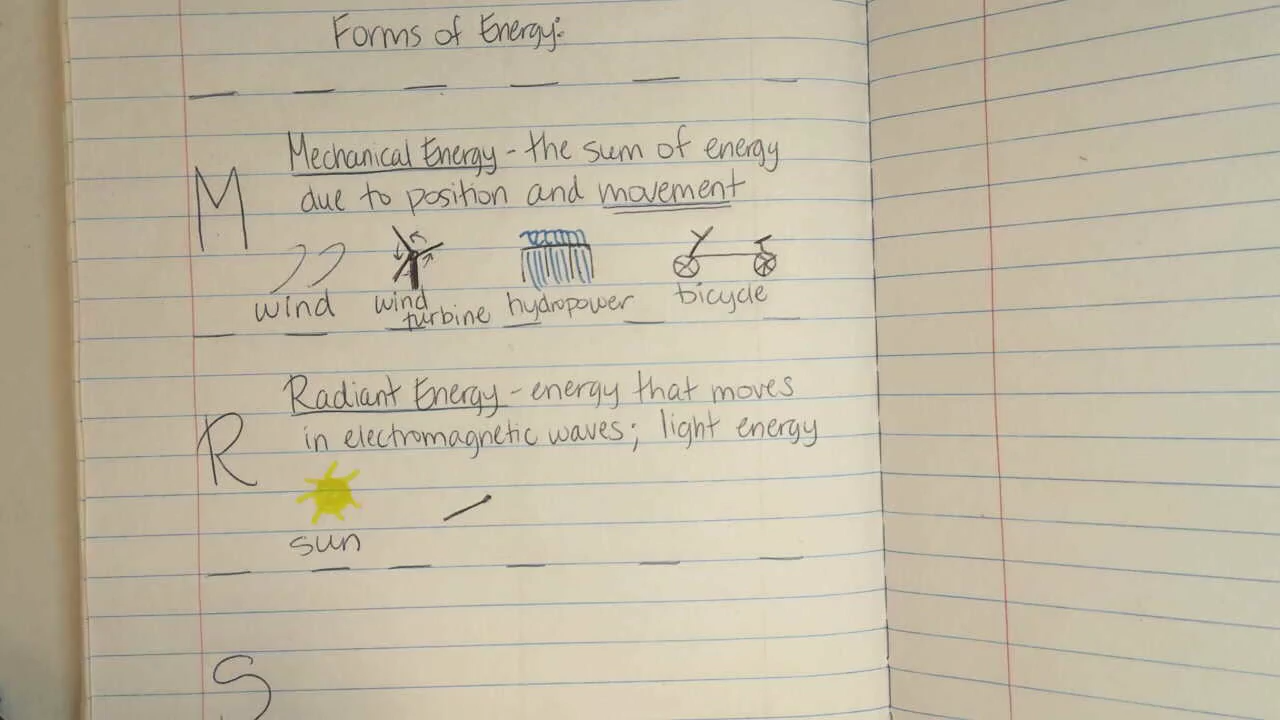 Forms of Energy:
Mechanical Energy - the sum of energy
M
due to position and movement
wind
wind turbine
hydropower
bicycle
Radiant Energy - energy that moves
R
in electromagnetic waves; light energy
sun
S